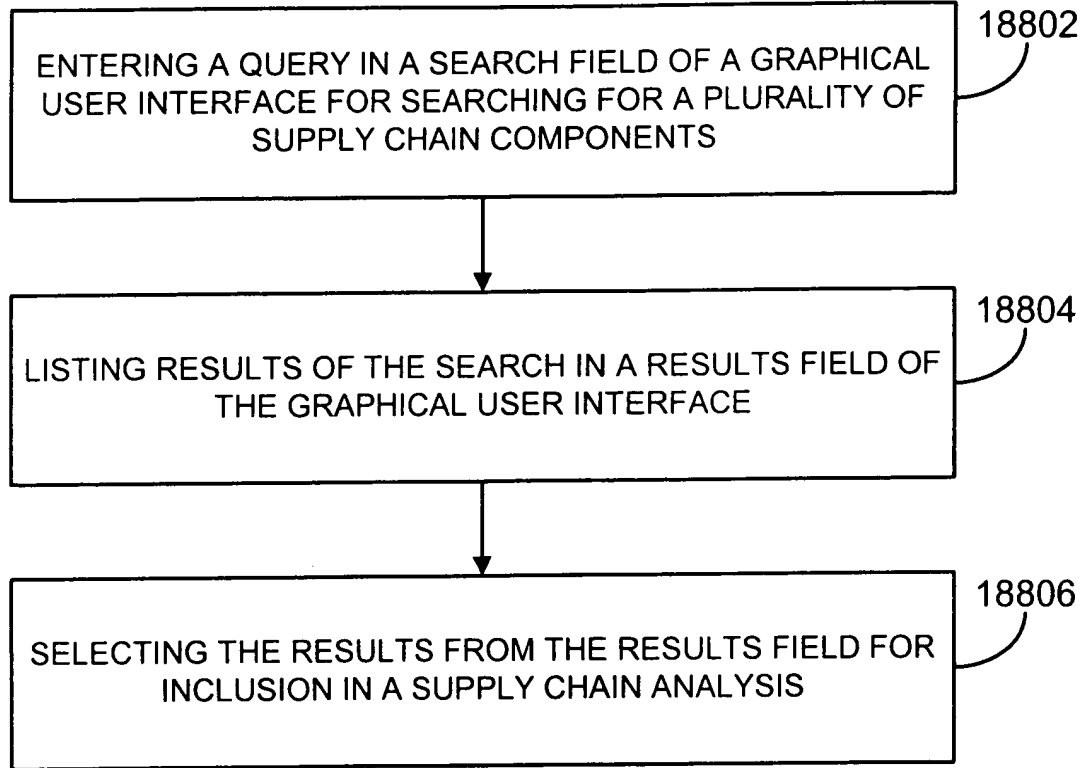 18802
ENTERING A QUERY IN A SEARCH FIELD OF A GRAPHICAL
USER INTERFACE FOR SEARCHING FOR A PLURALITY OF
SUPPLY CHAIN COMPONENTS
18804
LISTING RESULTS OF THE SEARCH IN A RESULTS FIELD OF
THE GRAPHICAL USER INTERFACE
18806
SELECTING THE RESULTS FROM THE RESULTS FIELD FOR
INCLUSION IN A SUPPLY CHAIN ANALYSIS